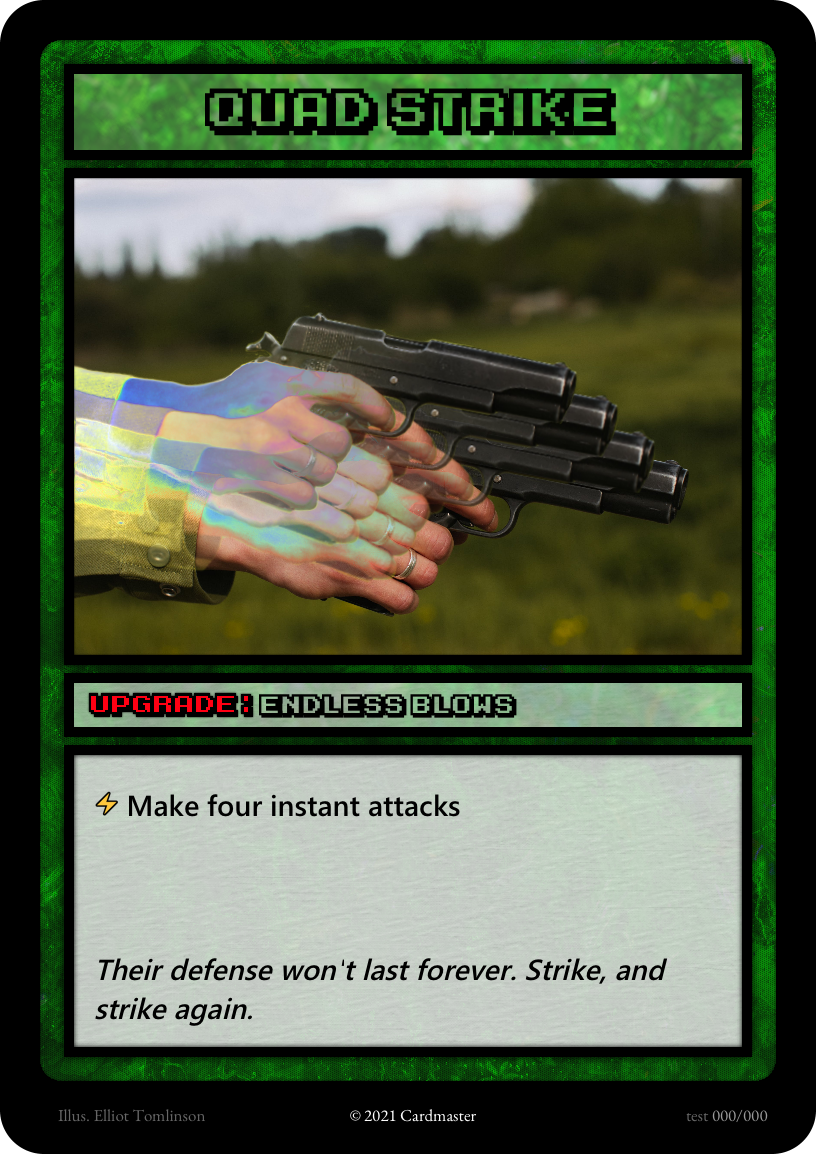 QUAD STRIKE
UPGRADE: ENDLESS BLOWS
⚡ Make four instant attacks
Their defense won't last forever. Strike, and
strike again.
Illus. Elliot Tomlinson
© 2021 Cardmaster
test 000/000